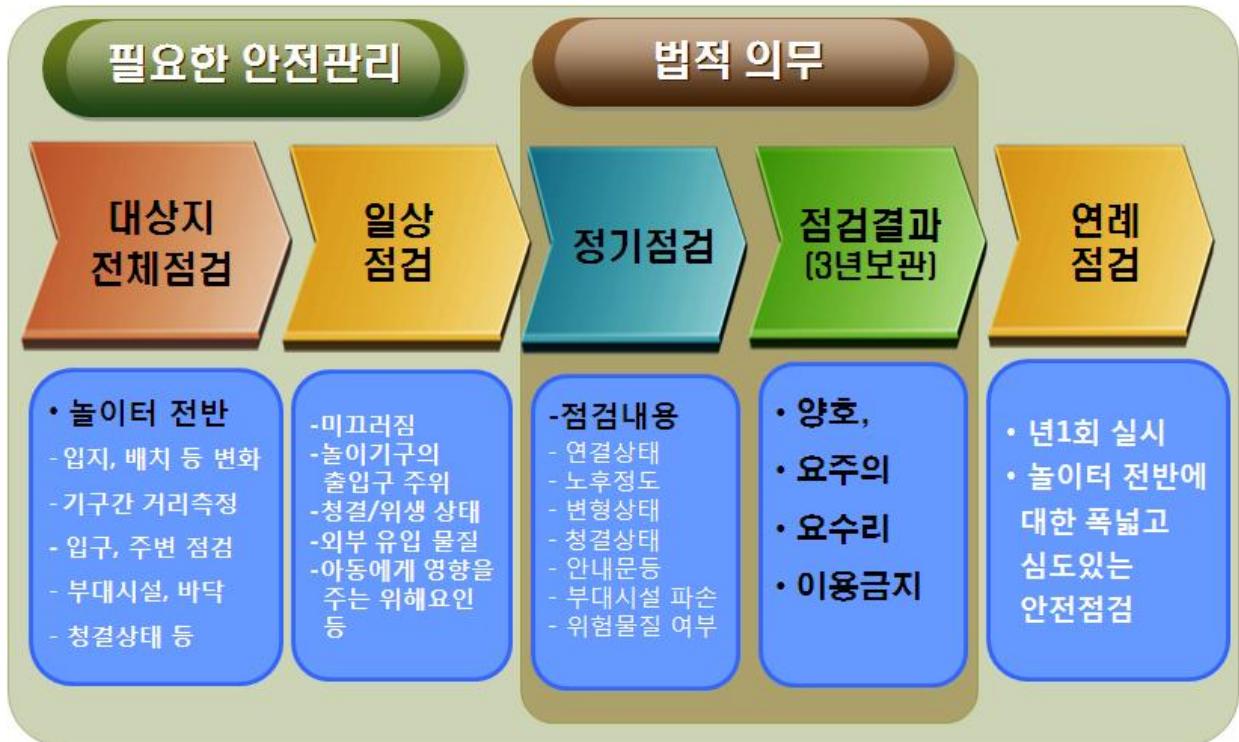 필요한 안전관리
법적 의무
대상지
전체점검
일상
점검
정기점검
점검결과
(3년보관)
연례
점검
• 놀이터 전반
- 입지, 배치 등 변화
- 기구간 거리측정
- 입구, 주변 점검
- 부대시설, 바닥
- 청결상태 등
-미끄러짐
-놀이기구의
출입구 주위
-청결/위생 상태
-외부 유입 물질
-아동에게 영향을
주는 위해요인
등
-점검내용
- 연결상태
- 노후정도
- 변형상태
- 청결상태
- 안내문등
- 부대시설 파손
- 위험물질 여부
• 양호,
• 요주의
• 요수리
• 이용금지
• 년1회 실시
• 놀이터 전반에
대한 폭넓고
심도있는
안전점검